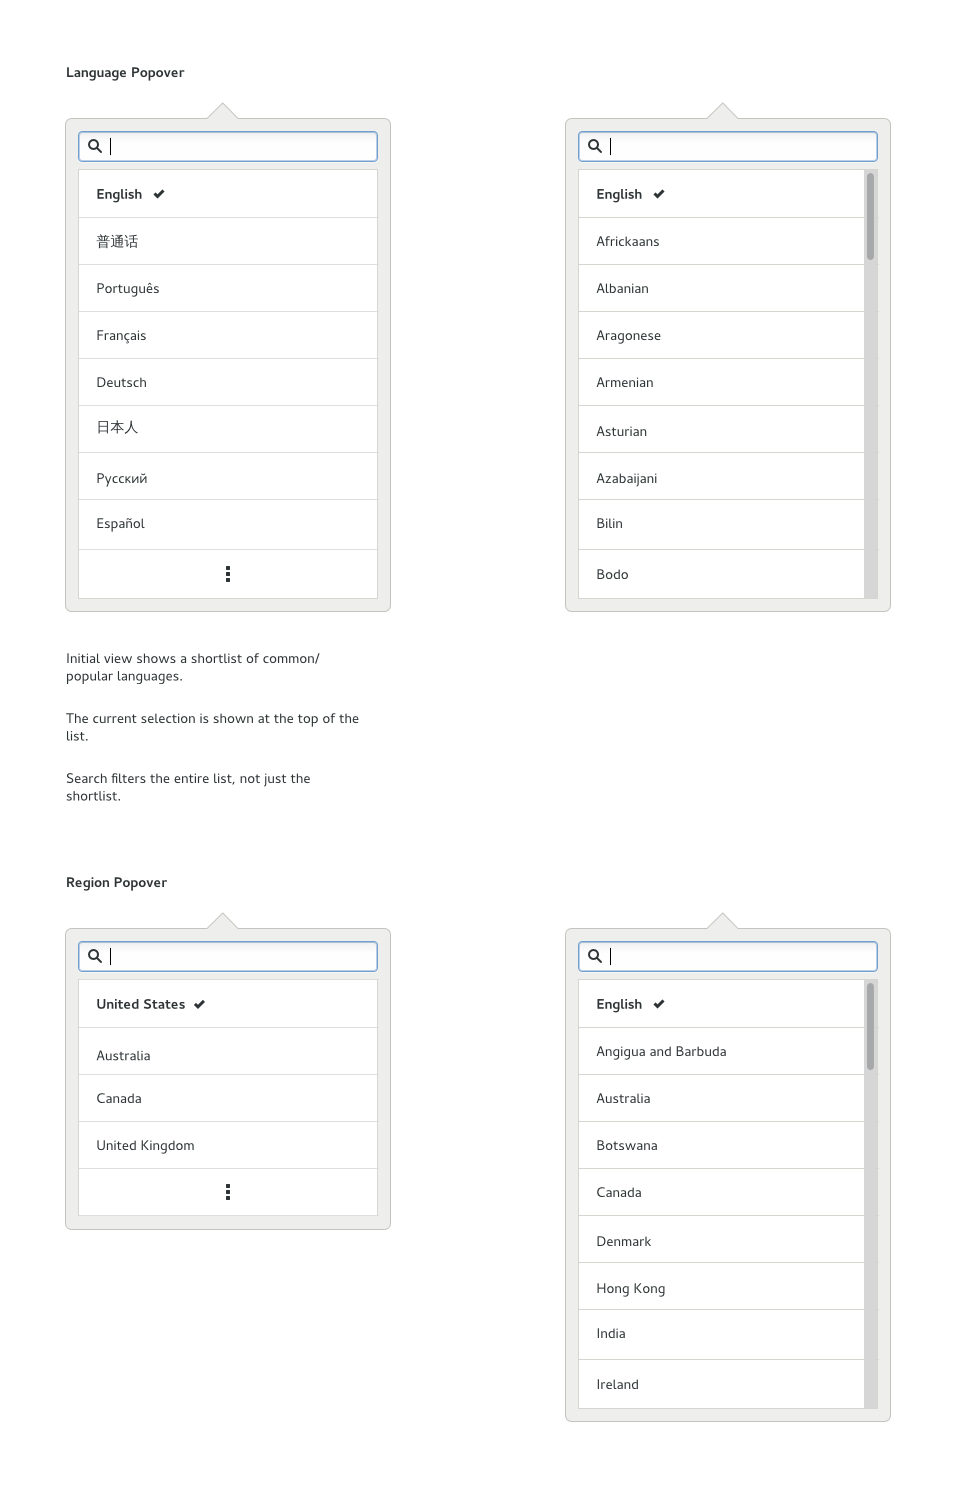 Language Popover
English
普通话
Português
Français
Deutsch
日本人
Русский
Español
English
Africkaans
Albanian
Aragonese
Armenian
Asturian
Azabaijani
Bilin
Bodo
Initial view shows a shortlist of common/
popular languages.
The current selection is shown at the top of the
list.
Search filters the entire list, not just the
shortlist.
Region Popover
United States
Australia
Canada
United Kingdom
English
Angigua and Barbuda
Australia
Botswana
Canada
Denmark
Hong Kong
India
Ireland